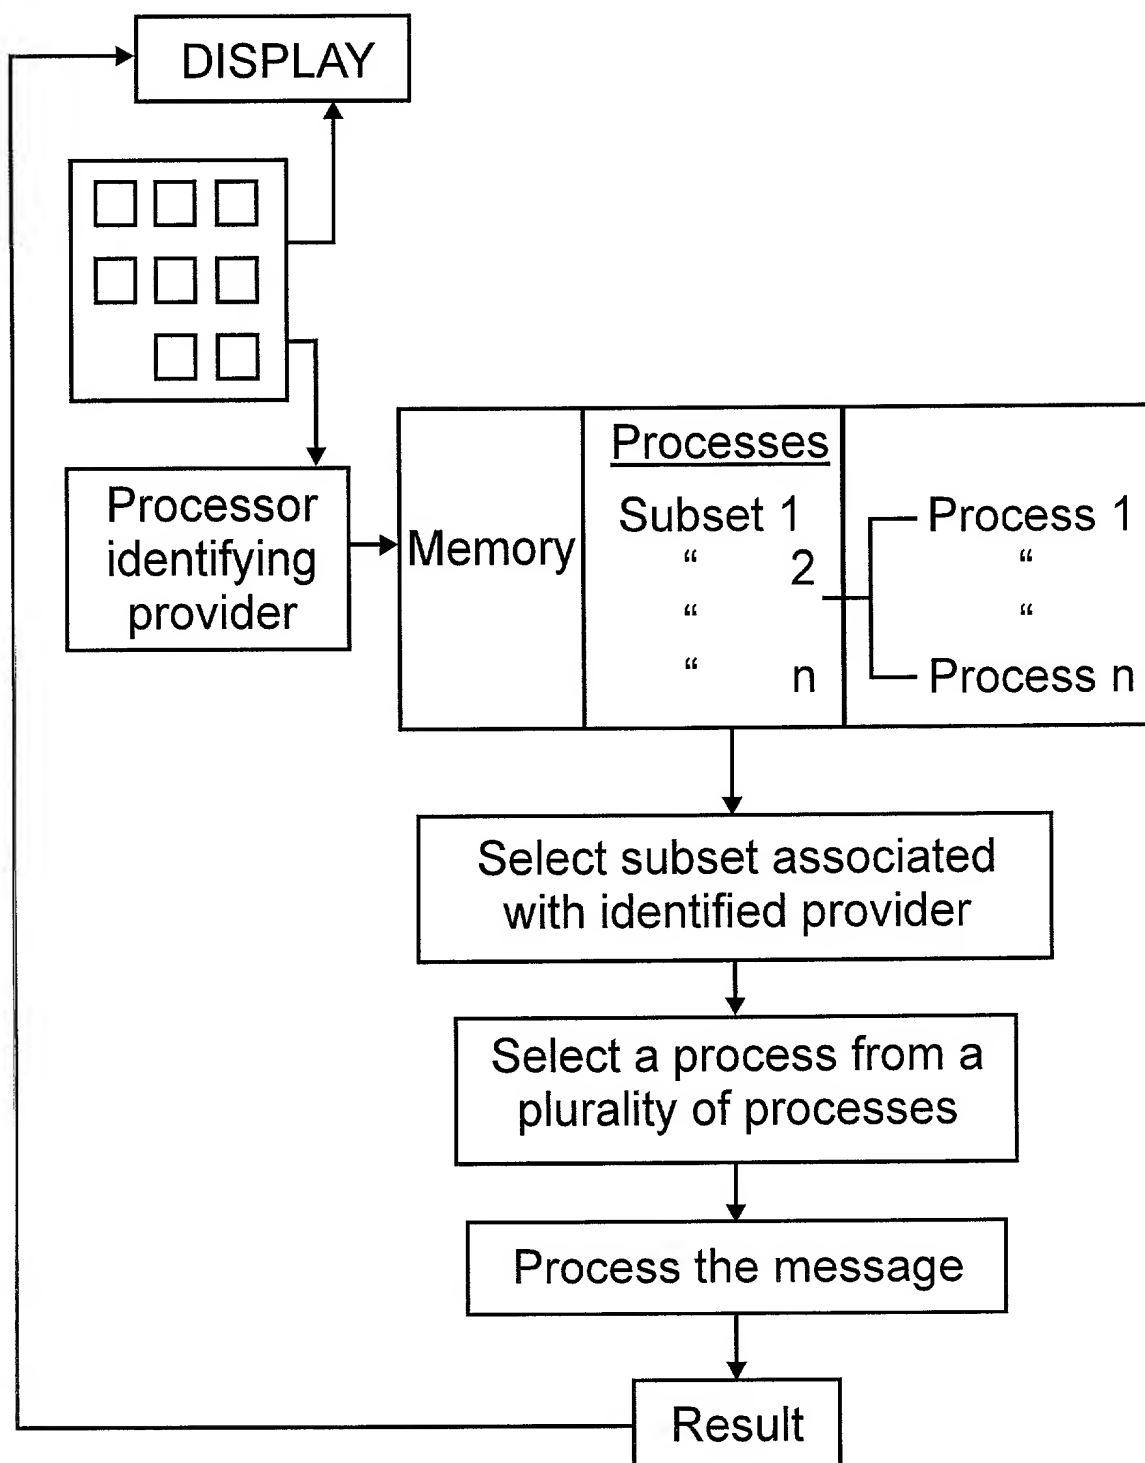 DISPLAY
Processor
identifying
provider
Memory
Processes
Subset 1
“ 2
“
“ n
Process 1
“
“
Process n
Select subset associated
with identified provider
Select a process from a
plurality of processes
Process the message
Result